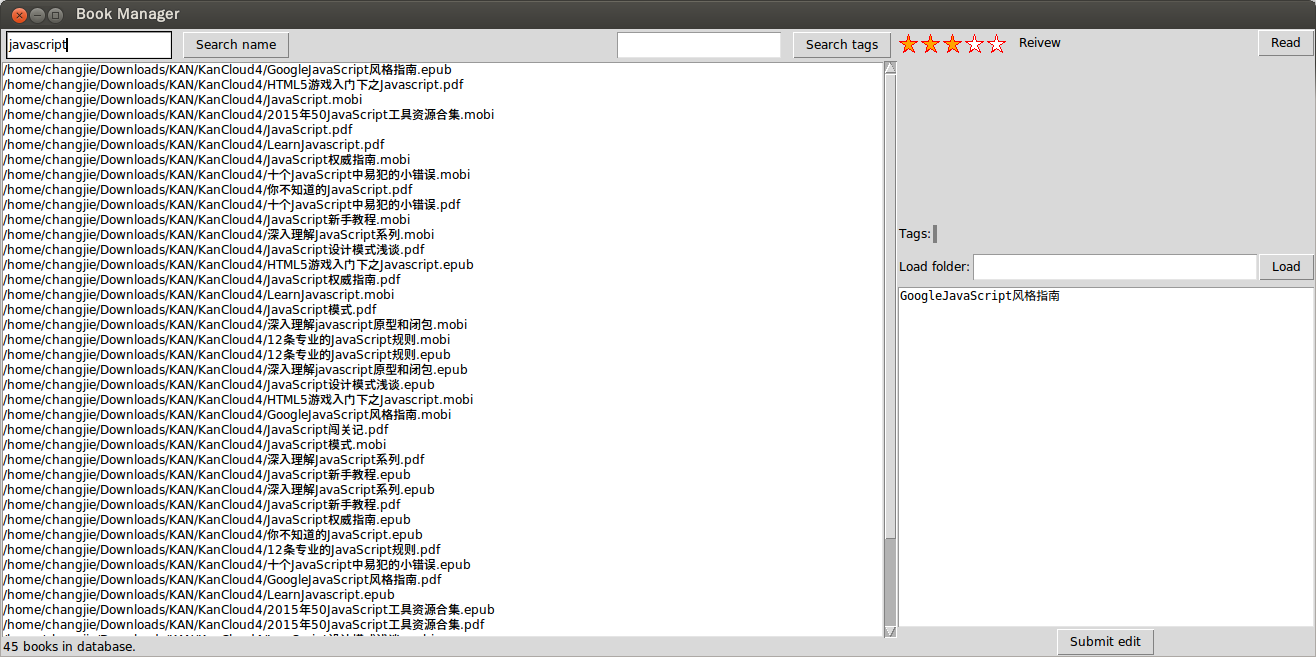 Book Manager
javascript
Search name
Search tags
Reivew
Read
/home/changjie/Downloads/KAN/KanCloud4/GoogleJavaScript风格指南.epub
/home/changjie/Downloads/KAN/KanCloud4/HTML5游戏入门下之Javascript.pdf
/home/changjie/Downloads/KAN/KanCloud4/JavaScript.mobi
/home/changjie/Downloads/KAN/KanCloud4/2015年50JavaScript工具资源合集.mobi
/home/changjie/Downloads/KAN/KanCloud4/JavaScript.pdf
/home/changjie/Downloads/KAN/KanCloud4/LearnJavascript.pdf
/home/changjie/Downloads/KAN/KanCloud4/JavaScript权威指南.mobi
/home/changjie/Downloads/KAN/KanCloud4/十个JavaScript中易犯的小错误.mobi
/home/changjie/Downloads/KAN/KanCloud4/你不知道的JavaScript.pdf
/home/changjie/Downloads/KAN/KanCloud4/十个JavaScript中易犯的小错误.pdf
/home/changjie/Downloads/KAN/KanCloud4/JavaScript新手教程.mobi
/home/changjie/Downloads/KAN/KanCloud4/深入理解JavaScript系列.mobi
/home/changjie/Downloads/KAN/KanCloud4/JavaScript设计模式浅谈.pdf
/home/changjie/Downloads/KAN/KanCloud4/HTML5游戏入门下之Javascript.epub
/home/changjie/Downloads/KAN/KanCloud4/JavaScript权威指南.pdf
/home/changjie/Downloads/KAN/KanCloud4/LearnJavascript.mobi
/home/changjie/Downloads/KAN/KanCloud4/JavaScript模式.pdf
/home/changjie/Downloads/KAN/KanCloud4/深入理解javascript原型和闭包.mobi
/home/changjie/Downloads/KAN/KanCloud4/12条专业的JavaScript规则.mobi
/home/changjie/Downloads/KAN/KanCloud4/12条专业的JavaScript规则.epub
/home/changjie/Downloads/KAN/KanCloud4/深入理解javascript原型和闭包.epub
/home/changjie/Downloads/KAN/KanCloud4/JavaScript设计模式浅谈.epub
/home/changjie/Downloads/KAN/KanCloud4/HTML5游戏入门下之Javascript.mobi
/home/changjie/Downloads/KAN/KanCloud4/GoogleJavaScript风格指南.mobi
/home/changjie/Downloads/KAN/KanCloud4/JavaScript闯关记.pdf
/home/changjie/Downloads/KAN/KanCloud4/JavaScript模式.mobi
/home/changjie/Downloads/KAN/KanCloud4/深入理解JavaScript系列.pdf
/home/changjie/Downloads/KAN/KanCloud4/JavaScript新手教程.epub
/home/changjie/Downloads/KAN/KanCloud4/深入理解JavaScript系列.epub
/home/changjie/Downloads/KAN/KanCloud4/JavaScript新手教程.pdf
/home/changjie/Downloads/KAN/KanCloud4/JavaScript权威指南.epub
/home/changjie/Downloads/KAN/KanCloud4/你不知道的JavaScript.epub
/home/changjie/Downloads/KAN/KanCloud4/12条专业的JavaScript规则.pdf
/home/changjie/Downloads/KAN/KanCloud4/十个JavaScript中易犯的小错误.epub
/home/changjie/Downloads/KAN/KanCloud4/GoogleJavaScript风格指南.pdf
/home/changjie/Downloads/KAN/KanCloud4/LearnJavascript.epub
/home/changjie/Downloads/KAN/KanCloud4/2015年50JavaScript工具资源合集.epub
/home/changjie/Downloads/KAN/KanCloud4/2015年50JavaScript工具资源合集.pdf
45 books in database.
Tags:
Load folder:
Load
GoogleJavaScript风格指南
Submit edit